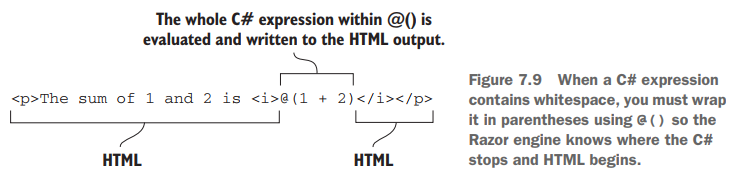 The whole C# expression within @() is
evaluated and written to the HTML output.
<p>The sum of 1 and 2 is <i>@(1 + 2)</i></p>
HTML
HTML
Figure 7.9 When a C# expression
contains whitespace, you must wrap
it in parentheses using @() so the
Razor engine knows where the C#
stops and HTML begins.